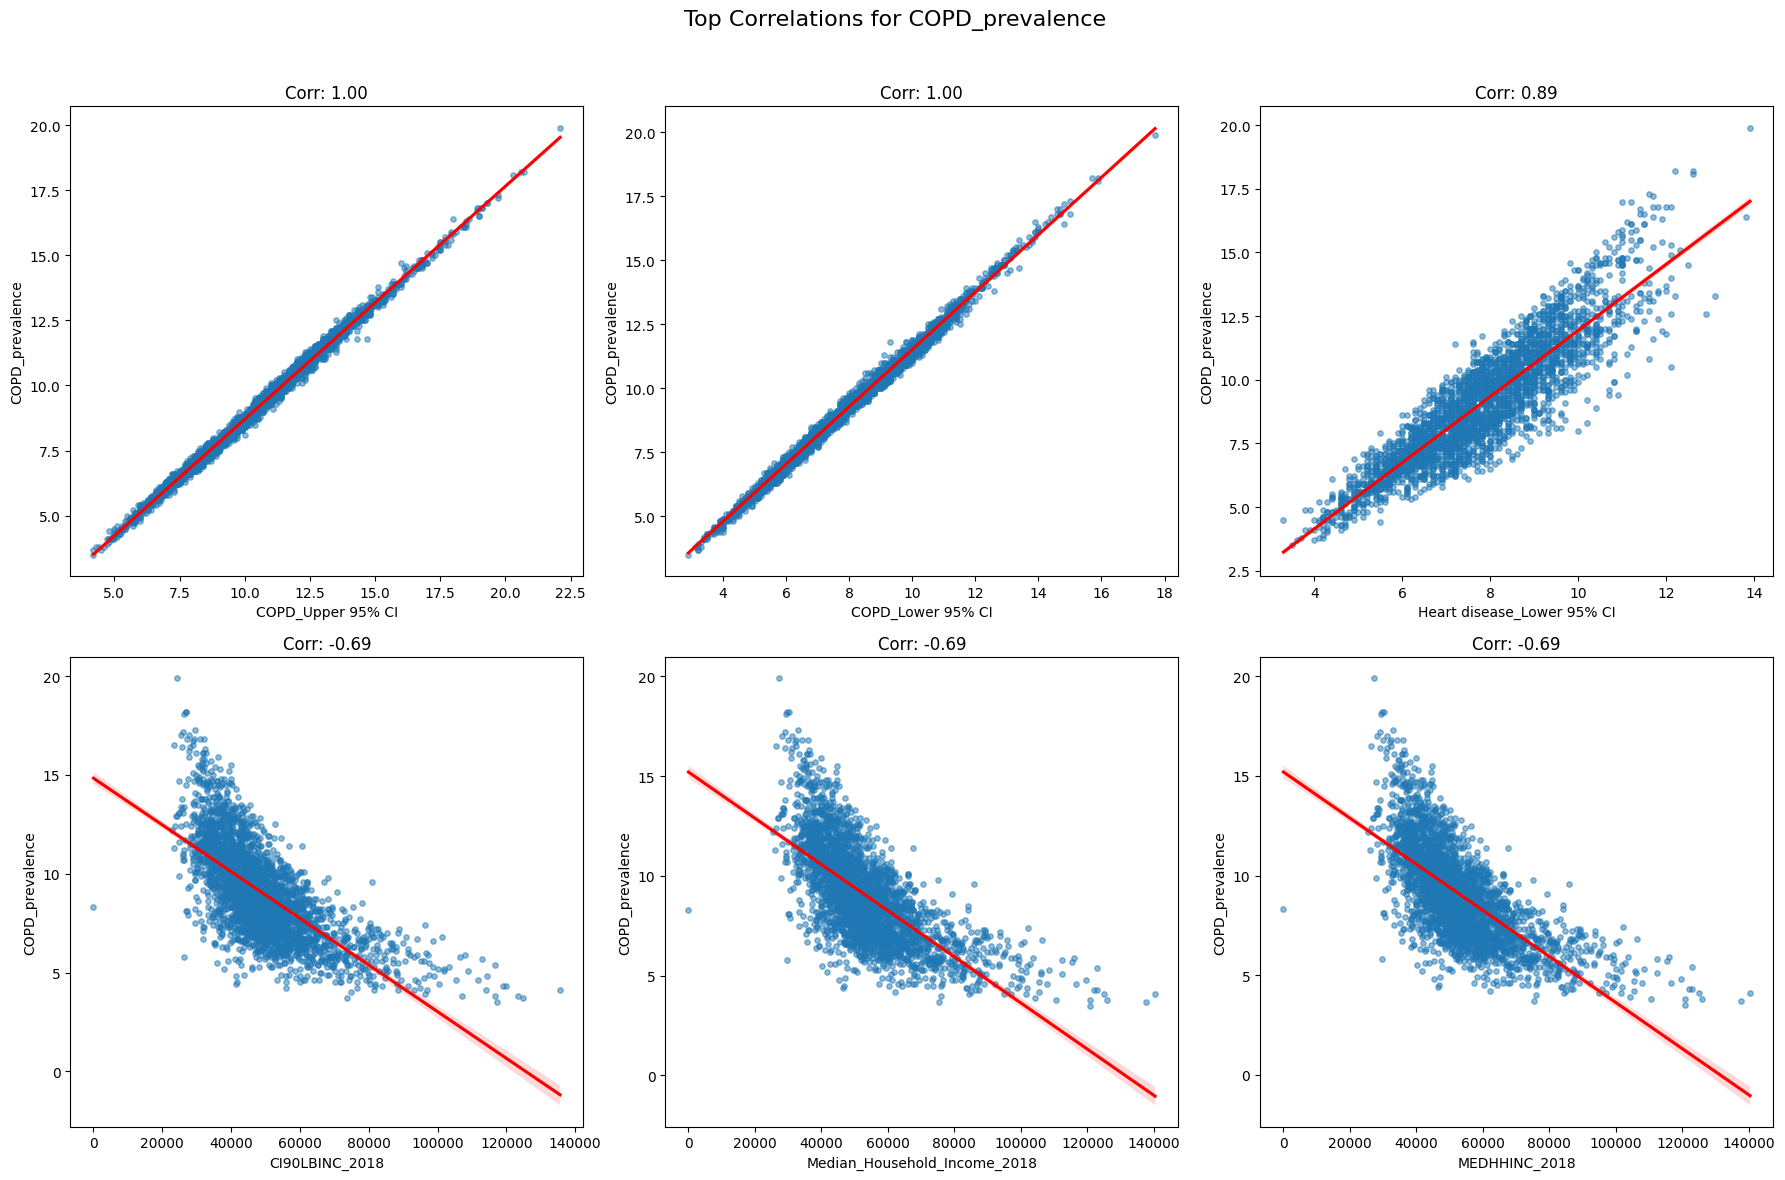 Top Correlations for COPD_prevalence
Corr: 1.00
COPD_prevalence
20.0
17.5
15.0
12.5
10.0
7.5
5.0
5.0 7.5 10.0 12.5 15.0 17.5 20.0 22.5
COPD_Upper 95% CI
Corr: 1.00
COPD_prevalence
20.0
17.5
15.0
12.5
10.0
7.5
5.0
4 6 8 10 12 14 16 18
COPD_Lower 95% CI
Corr: 0.89
COPD_prevalence
20.0
17.5
15.0
12.5
10.0
7.5
5.0
2.5
4 6 8 10 12 14
Heart disease_Lower 95% CI
Corr: -0.69
COPD_prevalence
20
15
10
5
0
0 20000 40000 60000 80000 100000 120000 140000
CI90LBINC_2018
Corr: -0.69
COPD_prevalence
20
15
10
5
0
0 20000 40000 60000 80000 100000 120000 140000
Median_Household_Income_2018
Corr: -0.69
COPD_prevalence
20
15
10
5
0
0 20000 40000 60000 80000 100000 120000 140000
MEDHHINC_2018